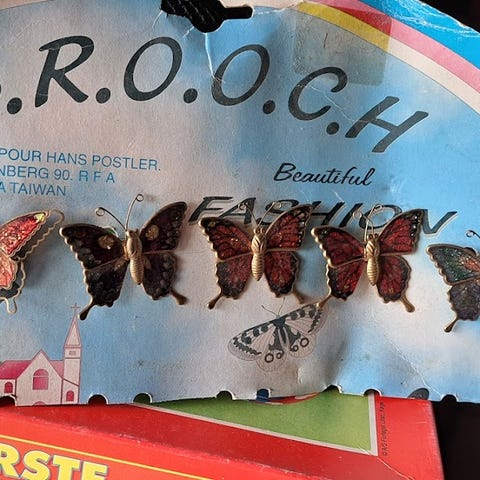 .R.O.O.C.H
POUR HANS POSTLER.
NBERG 90. R F A
A TAIWAN
Beautiful
FASHION
RSTE